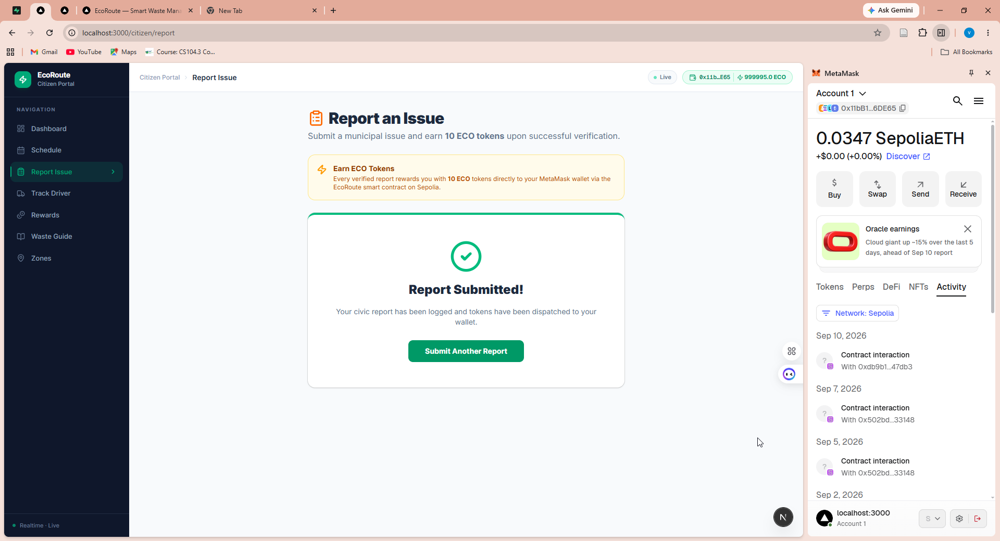 EcoRoute — Smart Waste Mana
New Tab
Ask Gemini
localhost:3000/citizen/report
V
Gmail
YouTube
Maps
Course: CS104.3 Co...
All Bookmarks
EcoRoute
Citizen Portal
NAVIGATION
Dashboard
Schedule
Report Issue
Track Driver
Rewards
Waste Guide
Zones
Realtime · Live
Citizen Portal
Report Issue
Live
0x11b…E65
999995.0 ECO
Report an Issue
Submit a municipal issue and earn 10 ECO tokens upon successful verification.
Earn ECO Tokens
Every verified report rewards you with 10 ECO tokens directly to your MetaMask wallet via the
EcoRoute smart contract on Sepolia.
Report Submitted!
Your civic report has been logged and tokens have been dispatched to your
wallet.
Submit Another Report
N
MetaMask
Account 1
0x11bB1...6DE65
0.0347 SepoliaETH
+$0.00 (+0.00%) Discover
Buy
Swap
Send
Receive
Oracle earnings
Cloud giant up ~15% over the last 5
days, ahead of Sep 10 report
Tokens
Perps
DeFi
NFTs
Activity
Network: Sepolia
Sep 10, 2026
?
S
Contract interaction
With 0xdb9b1...47db3
Sep 7, 2026
?
S
Contract interaction
With 0x502bd...33148
Sep 5, 2026
?
S
Contract interaction
With 0x502bd...33148
Sep 2, 2026
localhost:3000
Account 1
S